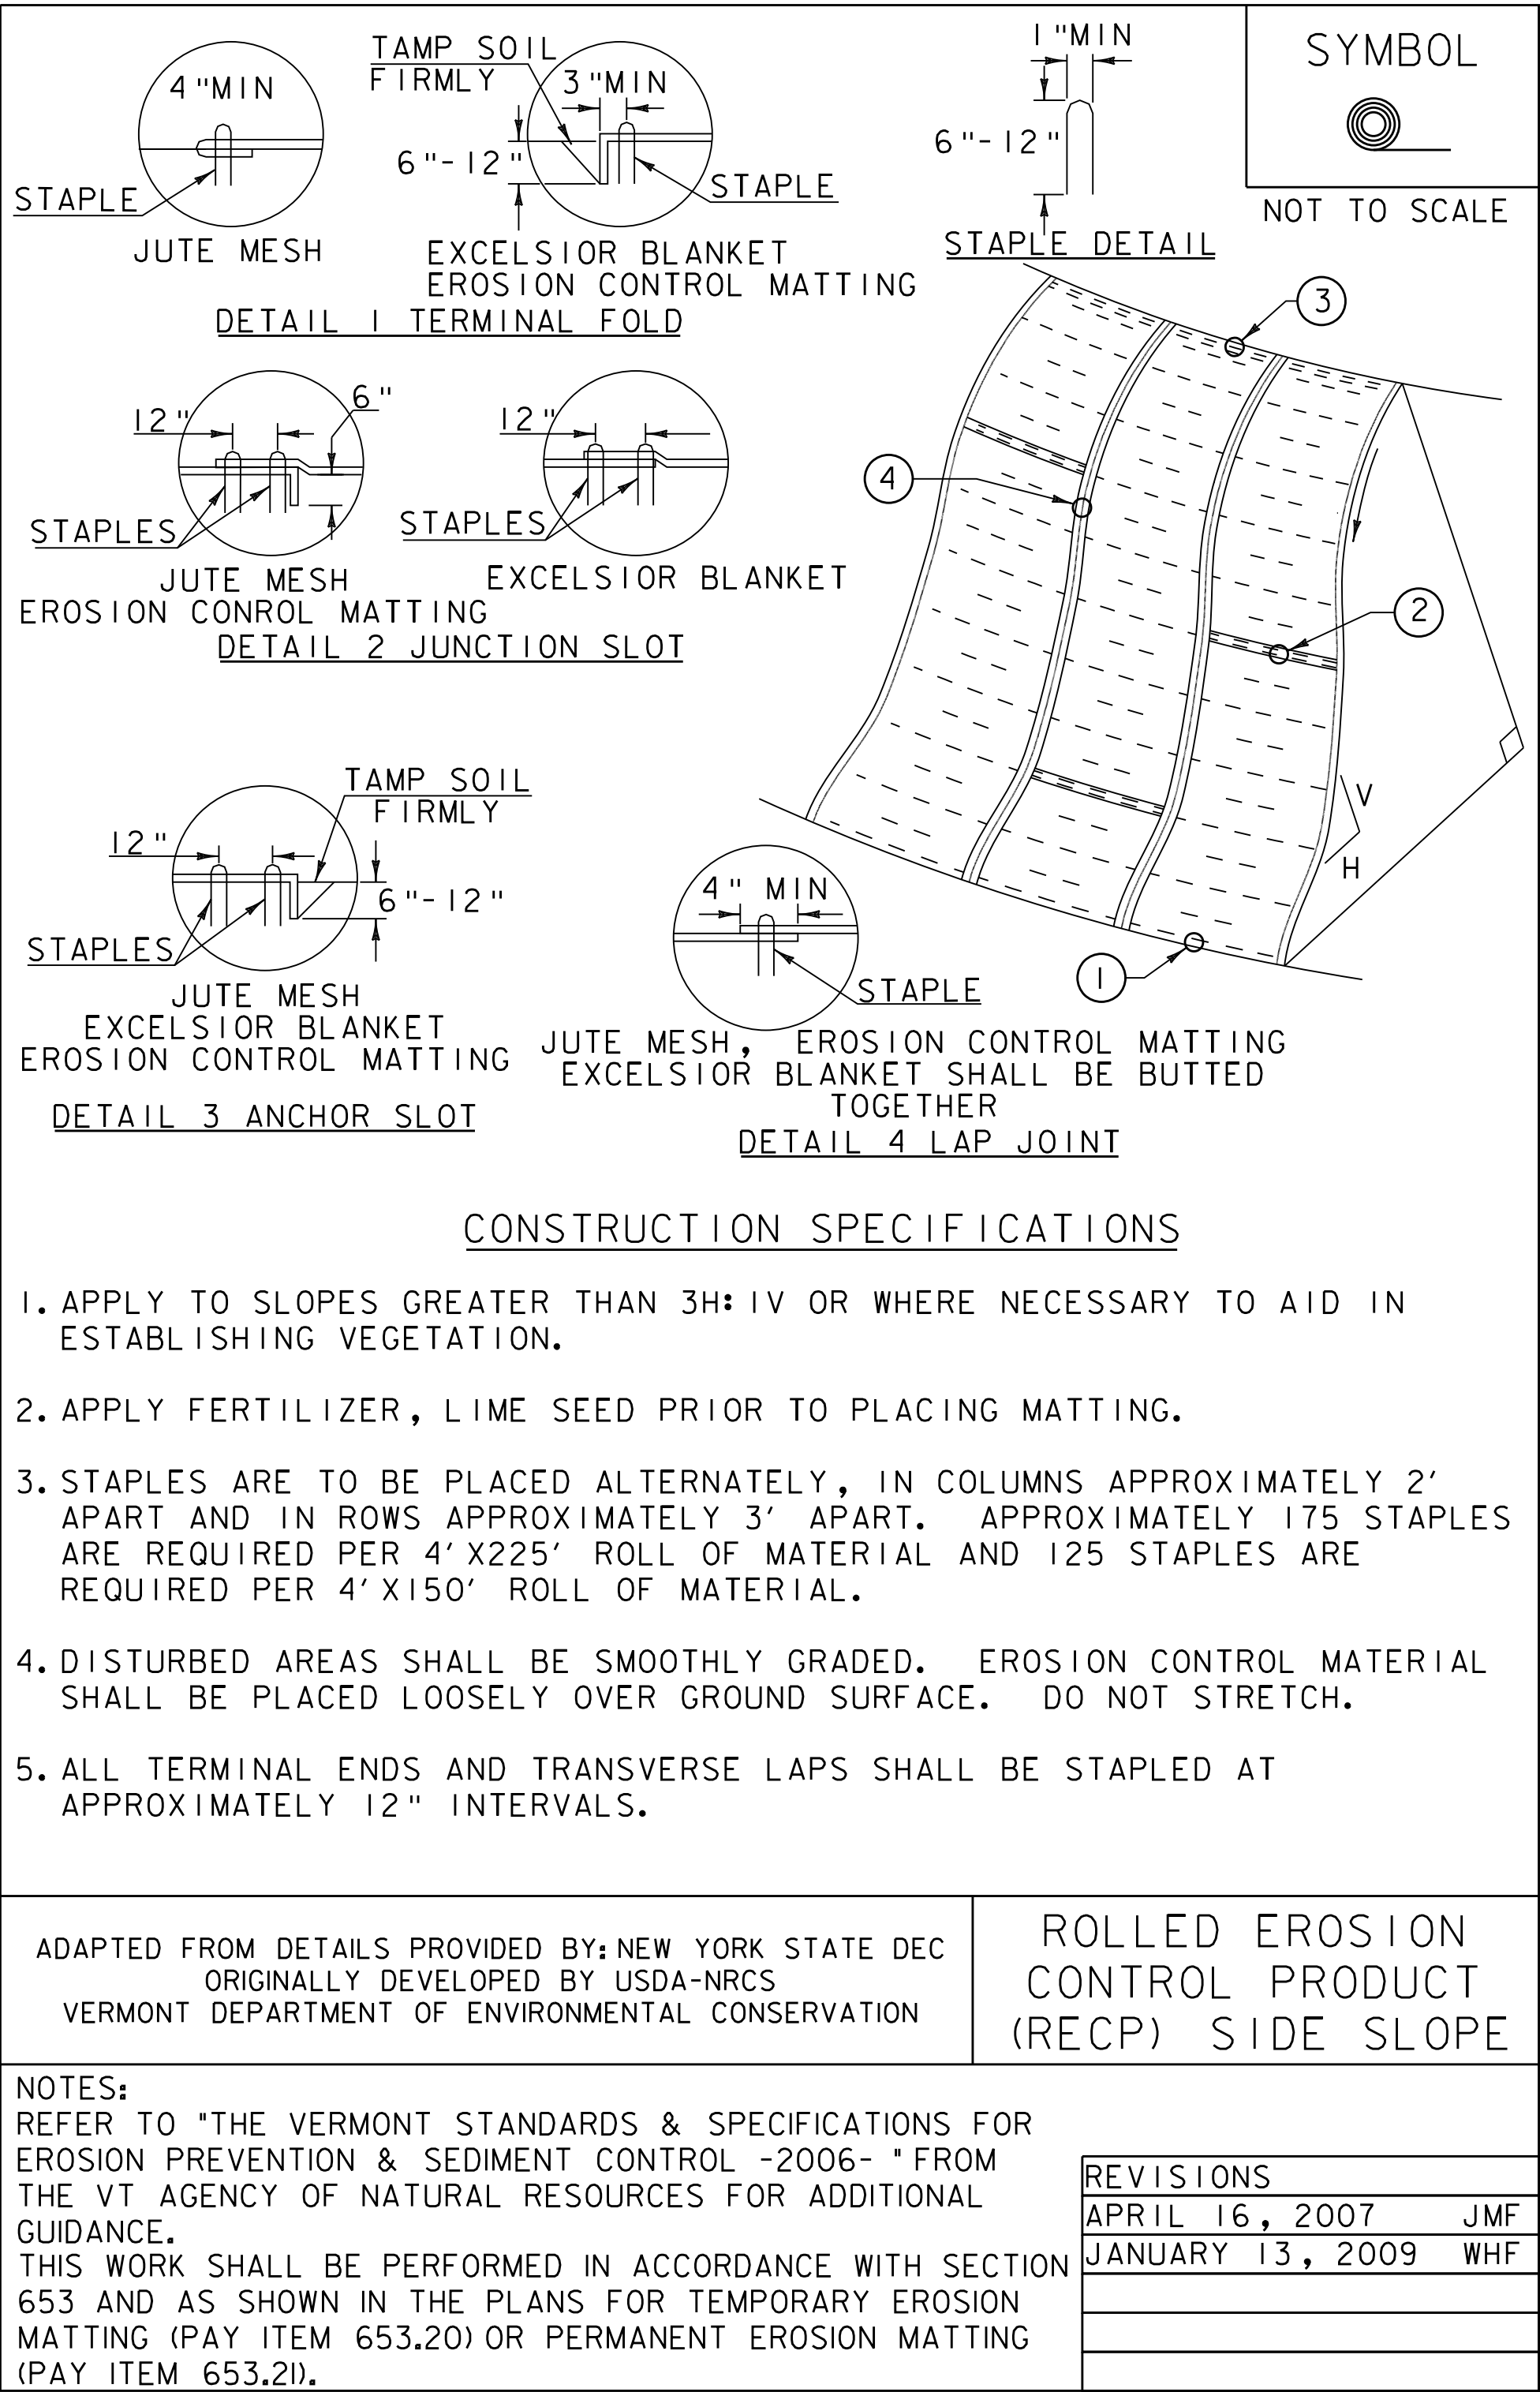 4"MIN
STAPLE
JUTE MESH
TAMP SOIL
FIRMLY
3"MIN
6"-12"
STAPLE
EXCELSIOR BLANKET
EROSION CONTROL MATTING
DETAIL 1 TERMINAL FOLD
1"MIN
6"-12"
STAPLE DETAIL
SYMBOL
NOT TO SCALE
12"
6"
STAPLES
JUTE MESH
EROSION CONROL MATTING
12"
STAPLES
EXCELSIOR BLANKET
DETAIL 2 JUNCTION SLOT
3
4
2
V
H
1
TAMP SOIL
FIRMLY
12"
6"-12"
STAPLES
JUTE MESH
EXCELSIOR BLANKET
EROSION CONTROL MATTING
DETAIL 3 ANCHOR SLOT
4" MIN
STAPLE
JUTE MESH, EROSION CONTROL MATTING
EXCELSIOR BLANKET SHALL BE BUTTED
TOGETHER
DETAIL 4 LAP JOINT
CONSTRUCTION SPECIFICATIONS
1. APPLY TO SLOPES GREATER THAN 3H:1V OR WHERE NECESSARY TO AID IN
ESTABLISHING VEGETATION.
2. APPLY FERTILIZER, LIME SEED PRIOR TO PLACING MATTING.
3. STAPLES ARE TO BE PLACED ALTERNATELY, IN COLUMNS APPROXIMATELY 2'
APART AND IN ROWS APPROXIMATELY 3' APART. APPROXIMATELY 175 STAPLES
ARE REQUIRED PER 4'X225' ROLL OF MATERIAL AND 125 STAPLES ARE
REQUIRED PER 4'X150' ROLL OF MATERIAL.
4. DISTURBED AREAS SHALL BE SMOOTHLY GRADED. EROSION CONTROL MATERIAL
SHALL BE PLACED LOOSELY OVER GROUND SURFACE. DO NOT STRETCH.
5. ALL TERMINAL ENDS AND TRANSVERSE LAPS SHALL BE STAPLED AT
APPROXIMATELY 12" INTERVALS.
ADAPTED FROM DETAILS PROVIDED BY: NEW YORK STATE DEC
ORIGINALLY DEVELOPED BY USDA-NRCS
VERMONT DEPARTMENT OF ENVIRONMENTAL CONSERVATION
ROLLED EROSION
CONTROL PRODUCT
(RECP) SIDE SLOPE
NOTES:
REFER TO "THE VERMONT STANDARDS & SPECIFICATIONS FOR
EROSION PREVENTION & SEDIMENT CONTROL -2006- " FROM
THE VT AGENCY OF NATURAL RESOURCES FOR ADDITIONAL
GUIDANCE.
THIS WORK SHALL BE PERFORMED IN ACCORDANCE WITH SECTION
653 AND AS SHOWN IN THE PLANS FOR TEMPORARY EROSION
MATTING (PAY ITEM 653.20) OR PERMANENT EROSION MATTING
(PAY ITEM 653.21).
REVISIONS
APRIL 16, 2007 JMF
JANUARY 13, 2009 WHF